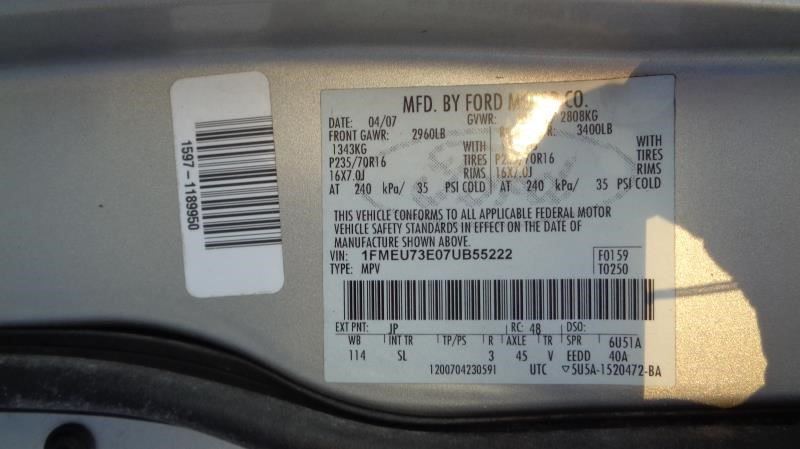 1597-1189950
MFD. BY FORD MOTOR CO.
DATE: 04/07 GVWR: 2808KG
FRONT GAWR: 2960LB 3400LB
1343KG WITH WITH
P235/70R16 TIRES P235/70R16 TIRES
16X7.0J RIMS 16X7.0J RIMS
AT 240 kPa/ 35 PSI COLD AT 240 kPa/ 35 PSI COLD
THIS VEHICLE CONFORMS TO ALL APPLICABLE FEDERAL MOTOR
VEHICLE SAFETY STANDARDS IN EFFECT ON THE DATE OF
MANUFACTURE SHOWN ABOVE.
VIN: 1FMEU73E07UB55222 F0159
TYPE: MPV T0250
EXT PNT: JP RC: 48 DSO:
WB INT TR TP/PS R AXLE TR SPR 6U51A
114 SL 3 45 V EEDD 40A
1200704230591 UTC ▽5U5A-1520472-BA